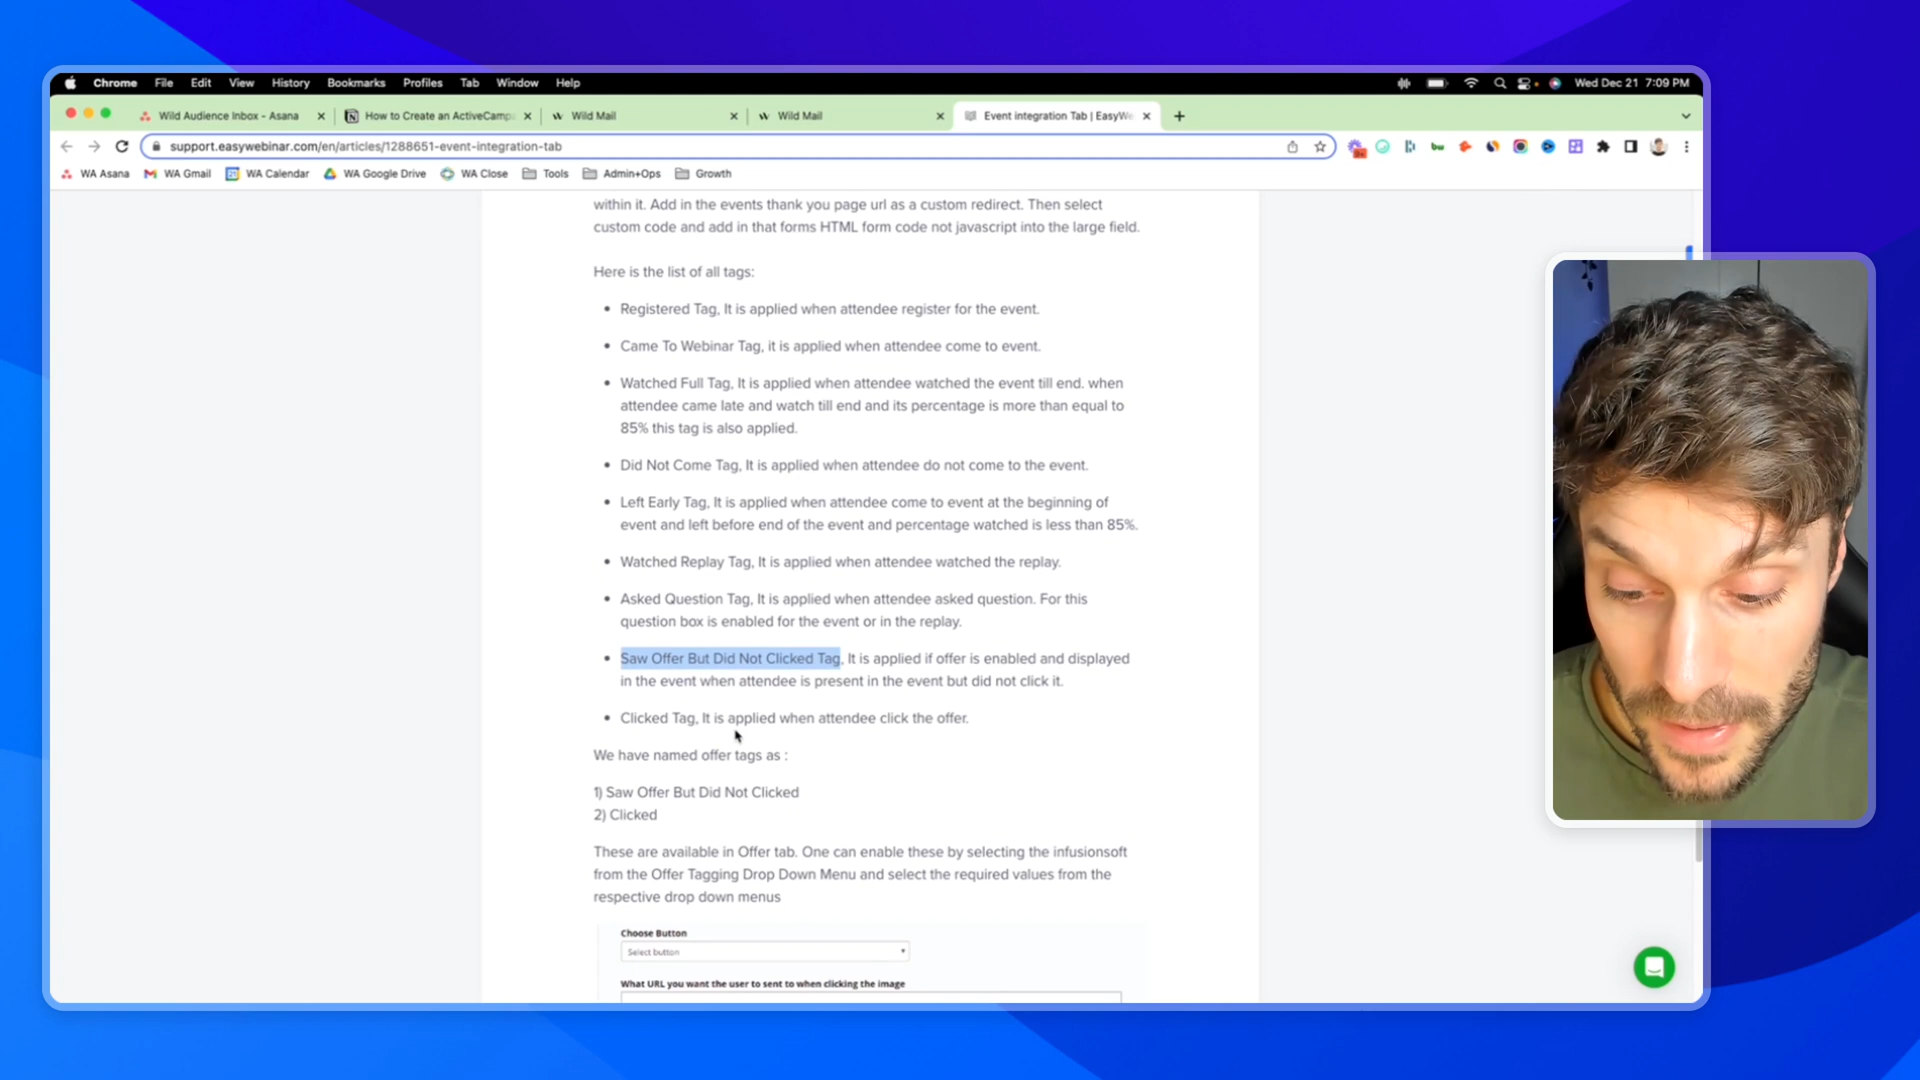 Chrome File Edit View History Bookmarks Profiles Tab Window Help
Wed Dec 21 7:09 PM
Wild Audience Inbox - Asana
How to Create an ActiveCamp
Wild Mail
Wild Mail
Event integration Tab | EasyWe
support.easywebinar.com/en/articles/1288651-event-integration-tab
WA Asana WA Gmail WA Calendar WA Google Drive WA Close Tools Admin+Ops Growth
within it. Add in the events thank you page url as a custom redirect. Then select
custom code and add in that forms HTML form code not javascript into the large field.
Here is the list of all tags:
• Registered Tag, It is applied when attendee register for the event.
• Came To Webinar Tag, it is applied when attendee come to event.
• Watched Full Tag, It is applied when attendee watched the event till end. when
attendee came late and watch till end and its percentage is more than equal to
85% this tag is also applied.
• Did Not Come Tag, It is applied when attendee do not come to the event.
• Left Early Tag, It is applied when attendee come to event at the beginning of
event and left before end of the event and percentage watched is less than 85%.
• Watched Replay Tag, It is applied when attendee watched the replay.
• Asked Question Tag, It is applied when attendee asked question. For this
question box is enabled for the event or in the replay.
• Saw Offer But Did Not Clicked Tag, It is applied if offer is enabled and displayed
in the event when attendee is present in the event but did not click it.
• Clicked Tag, It is applied when attendee click the offer.
We have named offer tags as :
1) Saw Offer But Did Not Clicked
2) Clicked
These are available in Offer tab. One can enable these by selecting the infusionsoft
from the Offer Tagging Drop Down Menu and select the required values from the
respective drop down menus
Choose Button
Select button
What URL you want the user to sent to when clicking the image